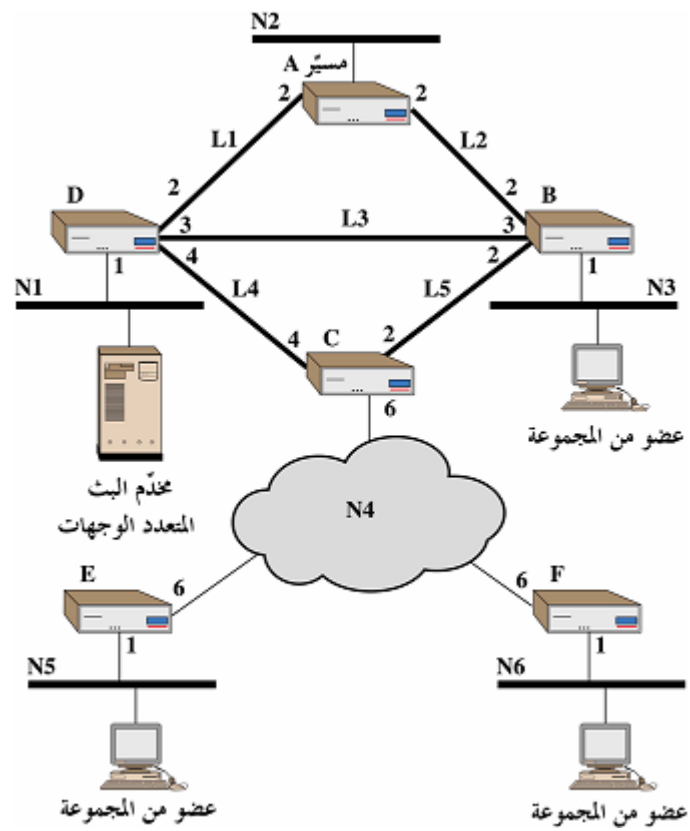 N2
مسيّر A
2
2
L1
L2
D
B
2
2
3
L3
3
4
2
1
1
N1
L4
L5
N3
C
4
2
6
عضو من المجموعة
مخدّم البث
المتعدد الوجهات
N4
E
F
6
6
1
1
N5
N6
عضو من المجموعة
عضو من المجموعة